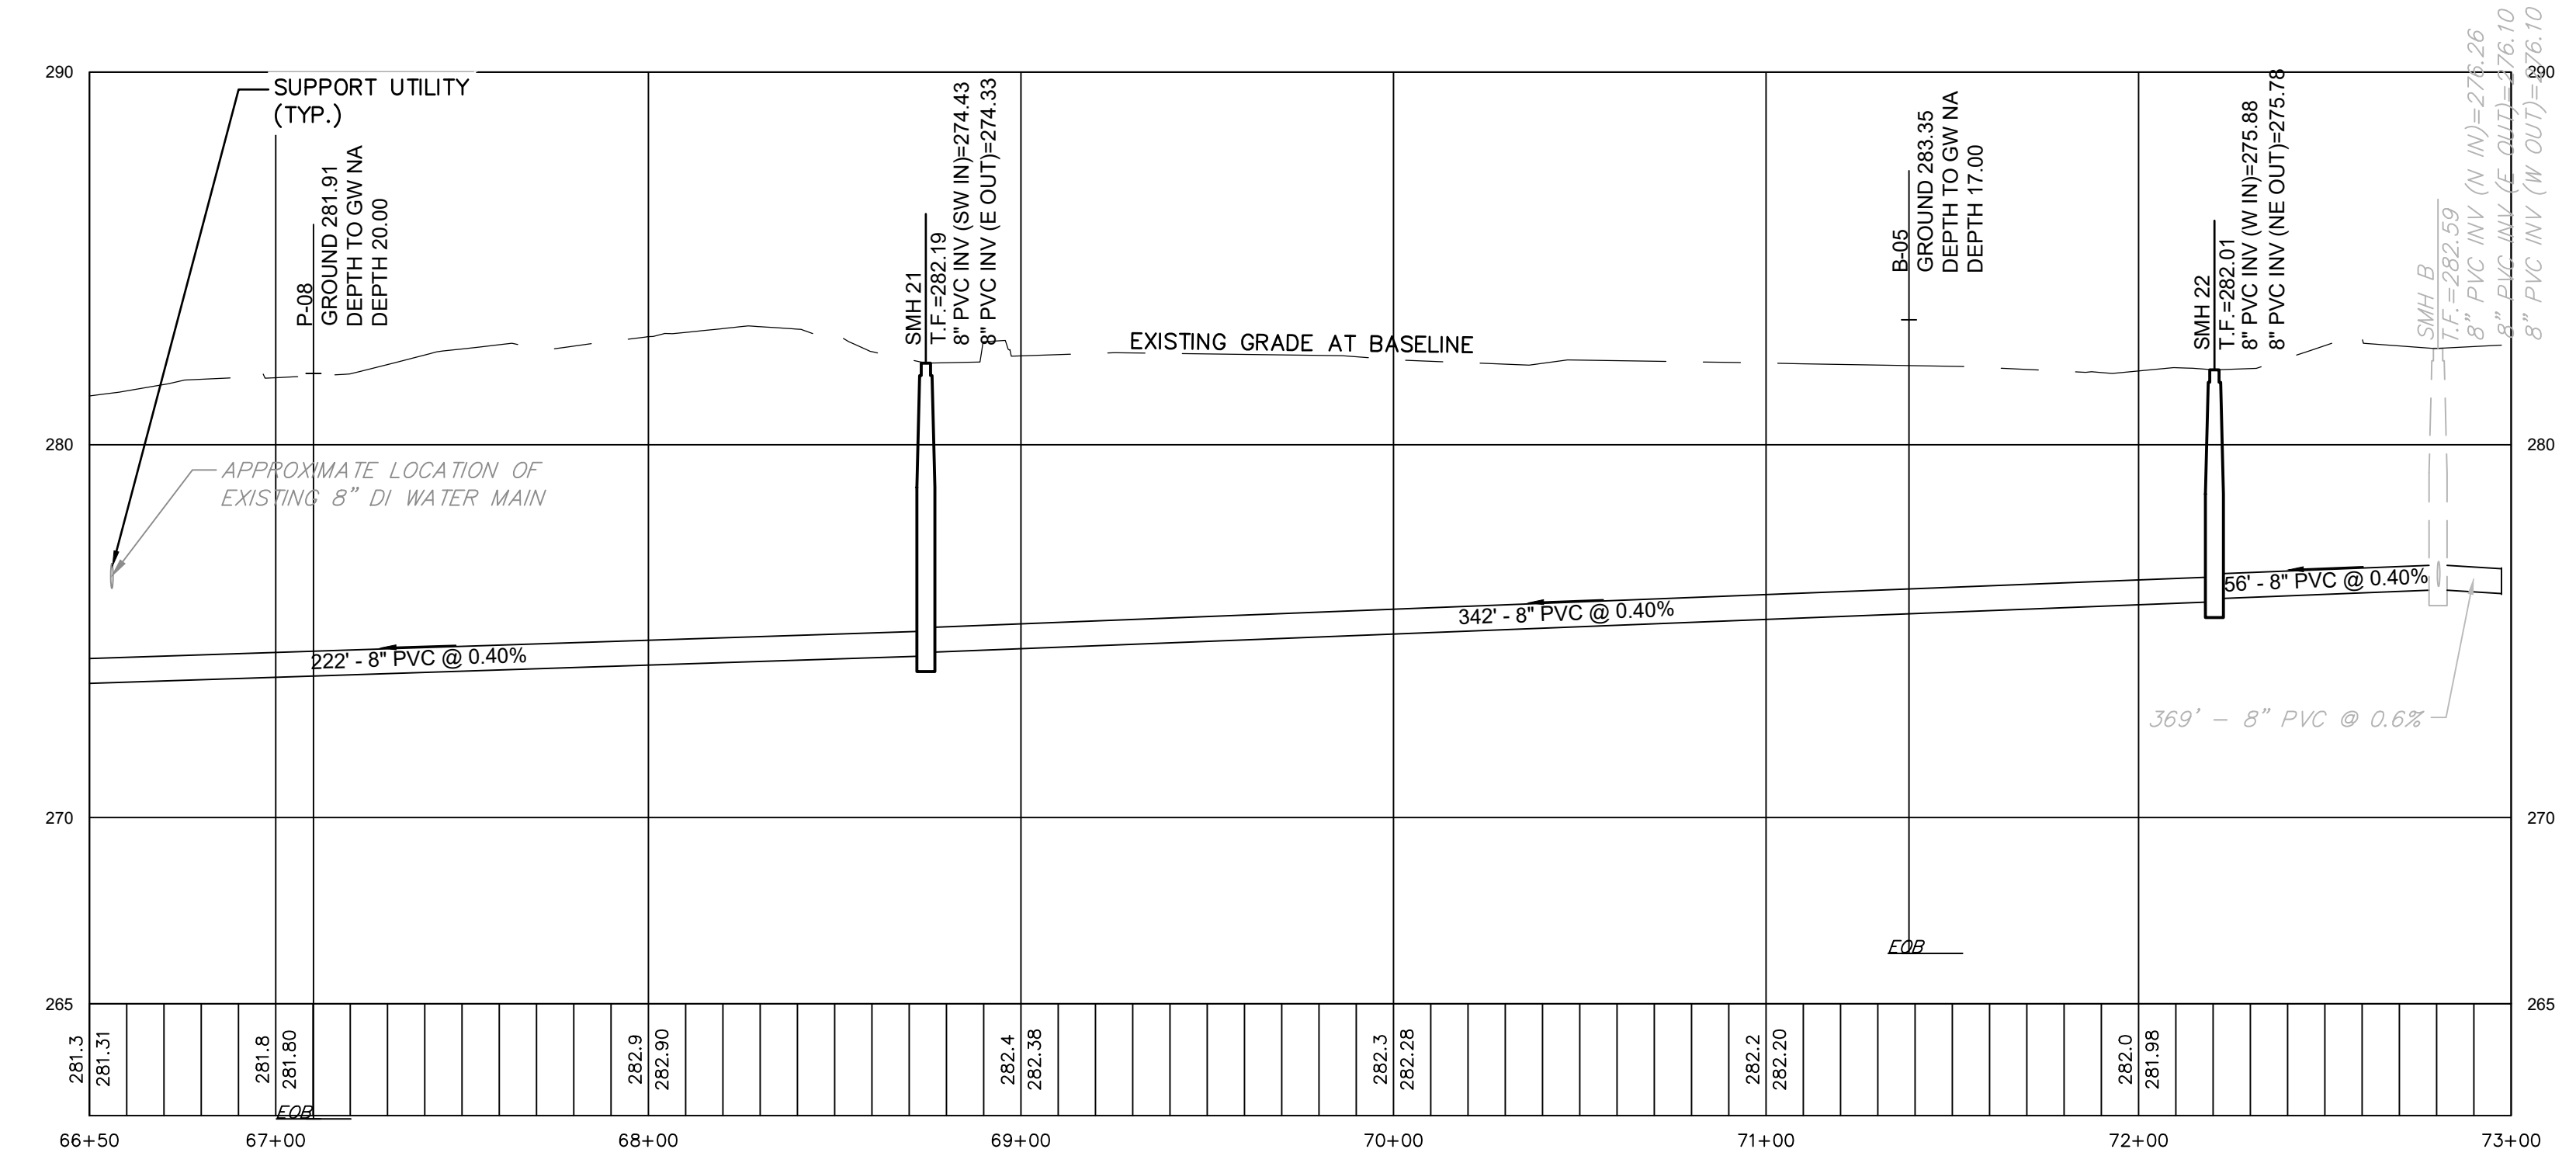 290
SUPPORT UTILITY
(TYP.)
P-08
GROUND 281.91
DEPTH TO GW NA
DEPTH 20.00
SMH 21
T.F.=282.19
8" PVC INV (SW IN)=274.43
8" PVC INV (E OUT)=274.33
B-05
GROUND 283.35
DEPTH TO GW NA
DEPTH 17.00
SMH 22
T.F.=282.01
8" PVC INV (W IN)=275.88
8" PVC INV (NE OUT)=275.78
SMH B
T.F.=282.59
8" PVC INV (N IN)=276.26
8" PVC INV (E OUT)=276.10
8" PVC INV (W OUT)=276.10
290
EXISTING GRADE AT BASELINE
280
280
APPROXIMATE LOCATION OF
EXISTING 8" DI WATER MAIN
222' - 8" PVC @ 0.40%
342' - 8" PVC @ 0.40%
56' - 8" PVC @ 0.40%
369' - 8" PVC @ 0.6%
270
270
EOB
265
265
281.3
281.31
281.8
281.80
282.9
282.90
282.4
282.38
282.3
282.28
282.2
282.20
282.0
281.98
EOB
66+50
67+00
68+00
69+00
70+00
71+00
72+00
73+00